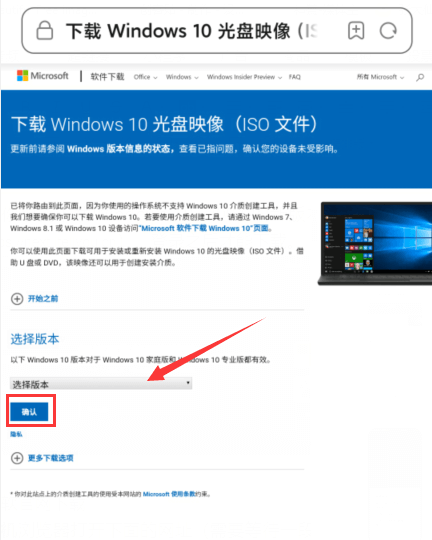 下载 Windows 10 光盘映像 (IS
Microsoft | 软件下载 Office Windows Windows Insider Preview FAQ 所有 Microsoft
下载 Windows 10 光盘映像（ISO 文件）
更新前请参阅 Windows 版本信息的状态，查看已指问题，确认您的设备未受影响。
已将你路由到此页面，因为你使用的操作系统不支持 Windows 10 介质创建工具，并且
我们想要确保你可以下载 Windows 10。若要使用介质创建工具，请通过 Windows 7、
Windows 8.1 或 Windows 10 设备访问“Microsoft 软件下载 Windows 10”页面。
你可以使用此页面下载可用于安装或重新安装 Windows 10 的光盘映像（ISO 文件）。借
助 U 盘或 DVD，该映像还可以用于创建安装介质。
开始之前
选择版本
以下 Windows 10 版本对于 Windows 10 家庭版和 Windows 10 专业版都有效。
选择版本
确认
隐私
更多下载选项
* 你对此站点上的介质创建工具的使用受本网站的 Microsoft 使用条款约束。